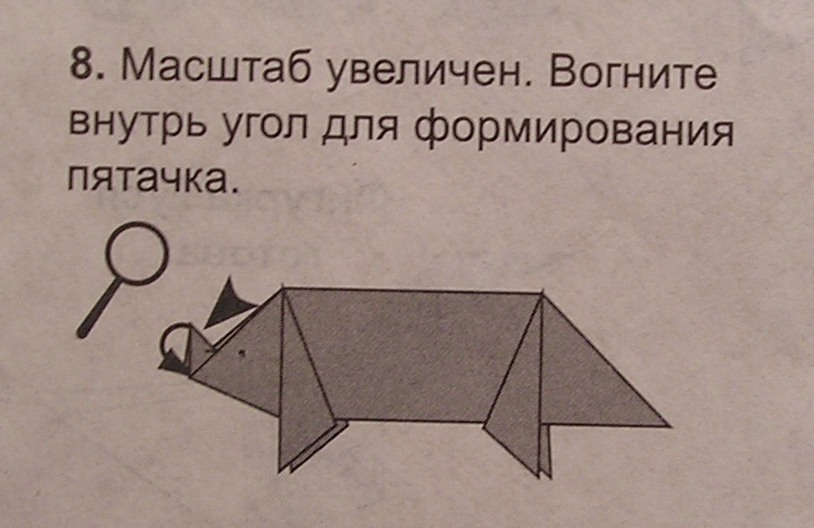 8. Масштаб увеличен. Вогните
внутрь угол для формирования
пятачка.